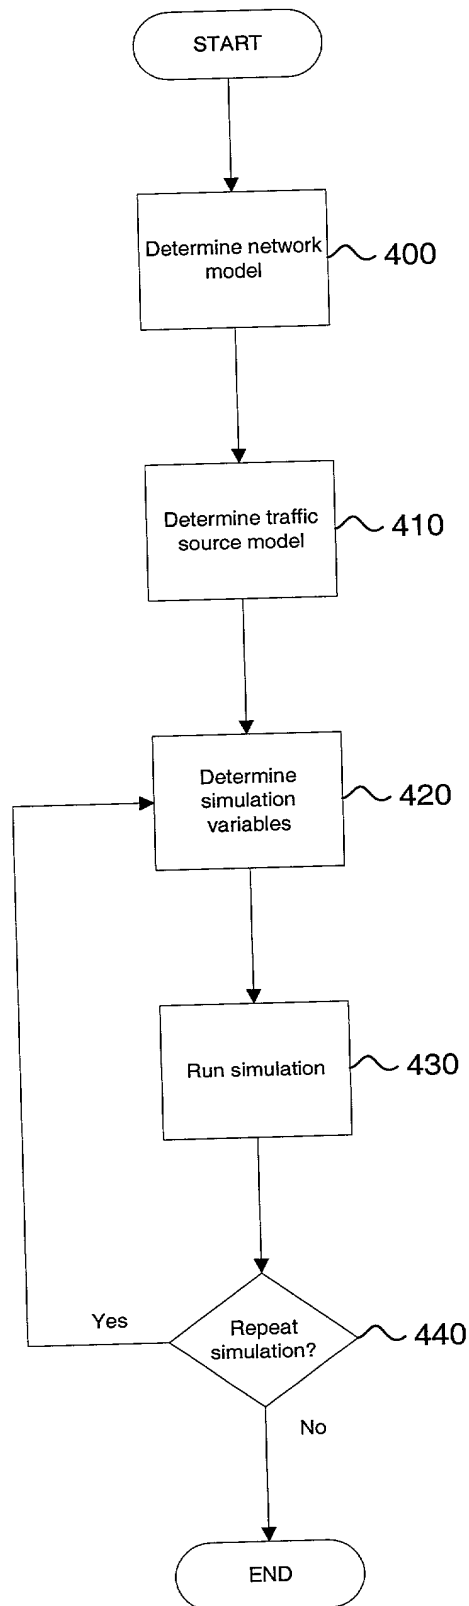 START
Determine network
model
400
Determine traffic
source model
410
Determine
simulation
variables
420
Run simulation
430
Repeat
simulation?
440
Yes
No
END